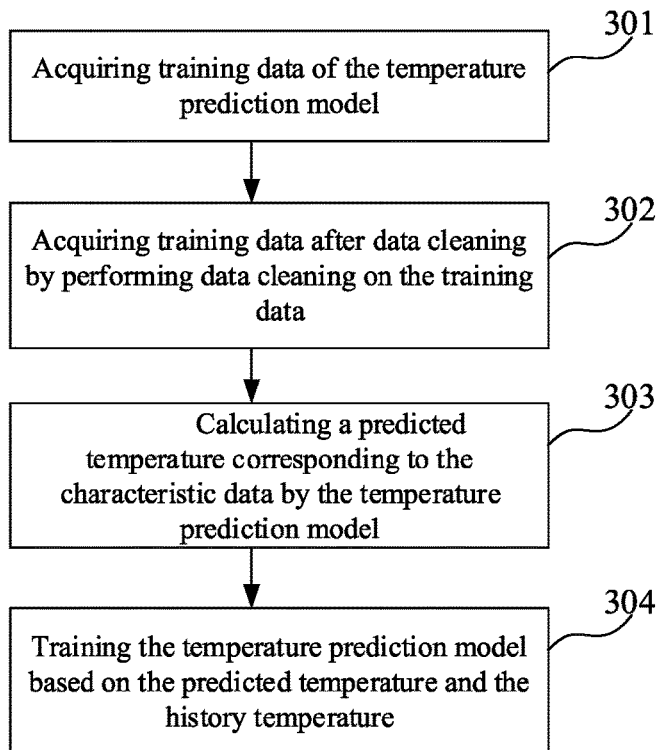 301
Acquiring training data of the temperature
prediction model
302
Acquiring training data after data cleaning
by performing data cleaning on the training
data
303
Calculating a predicted
temperature corresponding to the
characteristic data by the temperature
prediction model
304
Training the temperature prediction model
based on the predicted temperature and the
history temperature